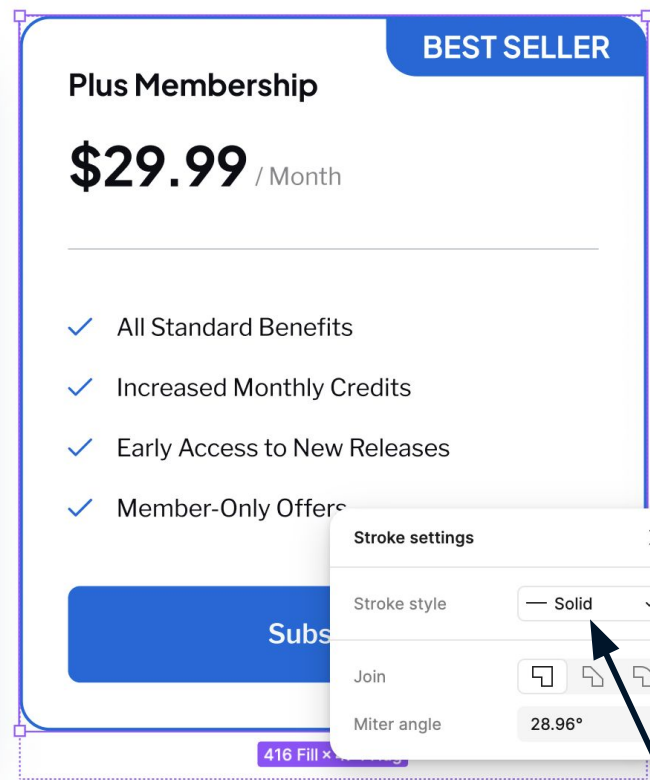 BEST SELLER
Plus Membership
$29.99 / Month
All Standard Benefits
Increased Monthly Credits
Early Access to New Releases
Member-Only Offers
Stroke settings
Stroke style
Solid
Subs
Join
Miter angle
28.96°
416 Fill ×